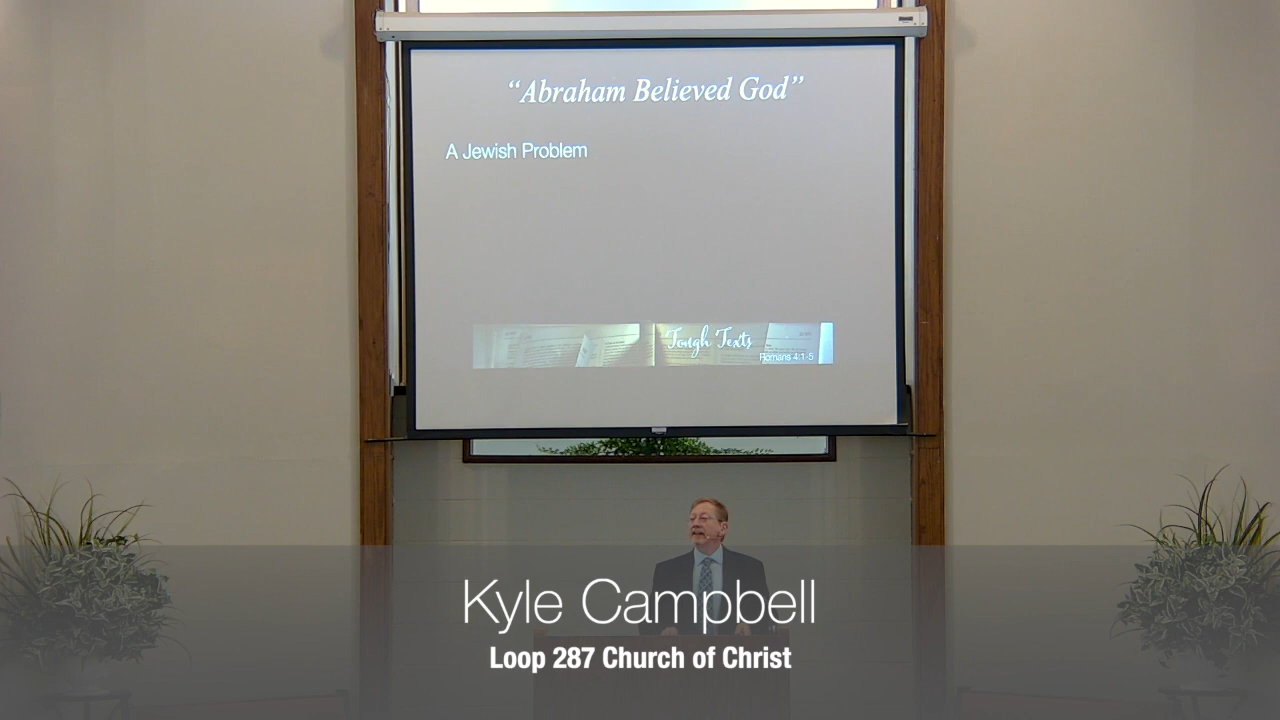 “Abraham Believed God”
A Jewish Problem
Tough Texts
Romans 4:1-5
Kyle Campbell
Loop 287 Church of Christ